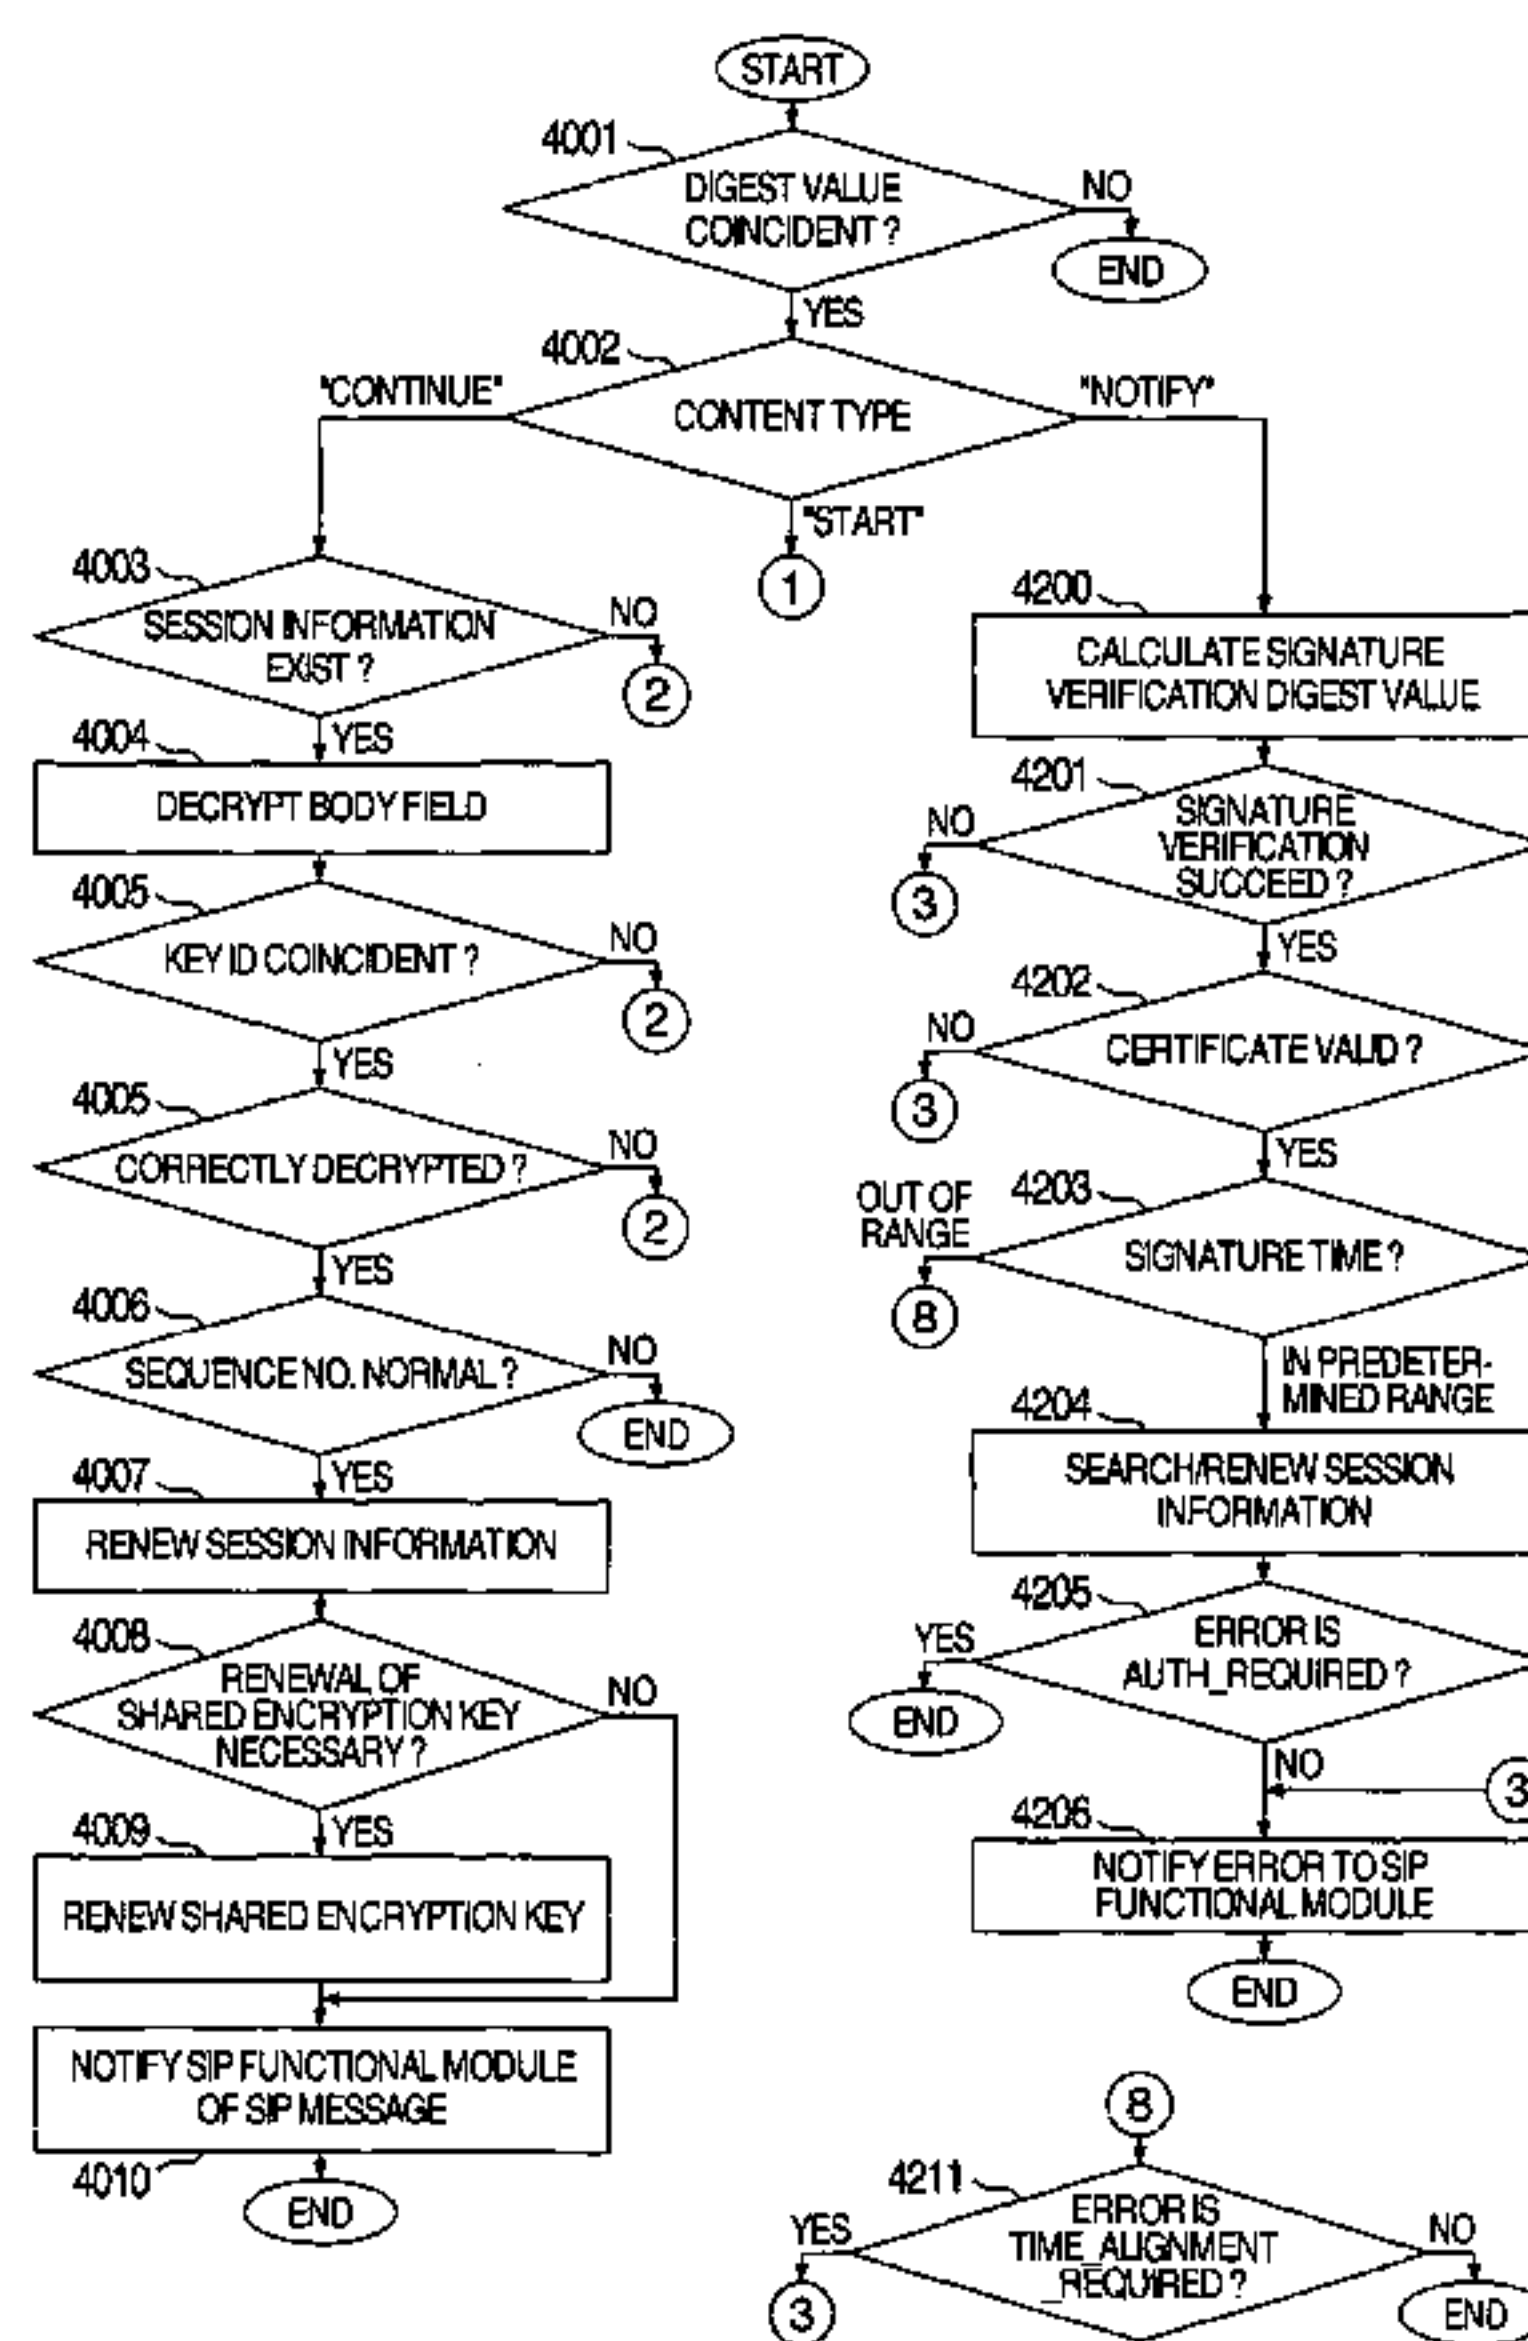 START
4001
DIGEST VALUE
COINCIDENT ?
NO
END
YES
4002
"CONTINUE"
CONTENT TYPE
"NOTIFY"
"START"
1
4003
SESSION INFORMATION
EXIST ?
NO
2
YES
4004
DECRYPT BODY FIELD
4005
KEY ID COINCIDENT ?
NO
2
YES
4005
CORRECTLY DECRYPTED ?
NO
2
YES
4006
SEQUENCE NO. NORMAL ?
NO
END
YES
4007
RENEW SESSION INFORMATION
4008
RENEWAL OF
SHARED ENCRYPTION KEY
NECESSARY ?
NO
YES
4009
RENEW SHARED ENCRYPTION KEY
NOTIFY SIP FUNCTIONAL MODULE
OF SIP MESSAGE
4010
END
4200
CALCULATE SIGNATURE
VERIFICATION DIGEST VALUE
4201
SIGNATURE
VERIFICATION
SUCCEED ?
NO
3
YES
4202
CERTIFICATE VALID ?
NO
3
YES
4203
OUT OF
RANGE
SIGNATURE TIME ?
8
IN PREDETER-
MINED RANGE
4204
SEARCH/RENEW SESSION
INFORMATION
4205
ERROR IS
AUTH_REQUIRED ?
YES
END
NO
3
4206
NOTIFY ERROR TO SIP
FUNCTIONAL MODULE
END
8
4211
ERROR IS
TIME_ALIGNMENT
_REQUIRED ?
YES
3
NO
END